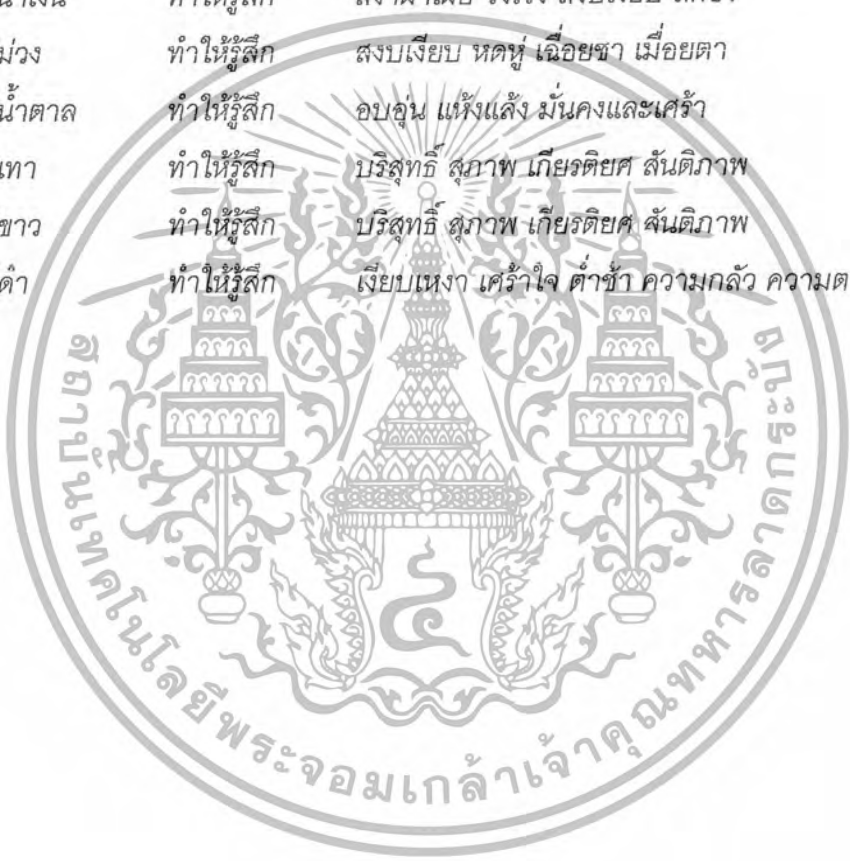 ม่วง ทำให้รู้สึก สงบเงียบ หดหู่ เฉื่อยชา เมื่อยตา
น้ำตาล ทำให้รู้สึก อบอุ่น แห้งแล้ง มั่นคงและเศร้า
เทา ทำให้รู้สึก บริสุทธิ์ สุภาพ เกียรติยศ สันติภาพ
ขาว ทำให้รู้สึก บริสุทธิ์ สุภาพ เกียรติยศ สันติภาพ
ดำ ทำให้รู้สึก เงียบเหงา เศร้าใจ ต่ำช้า ความกลัว ความต
สถาบันเทคโนโลยีพระจอมเกล้าเจ้าคุณทหารลาดกระบัง
๔